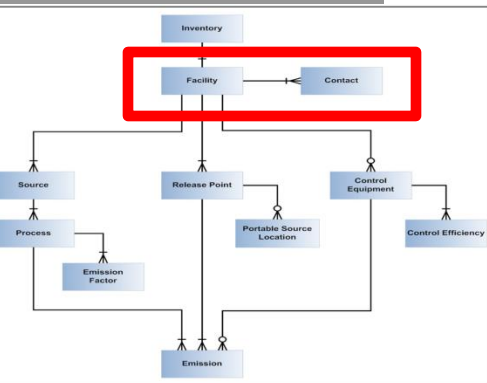 Inventory
Facility
Contact
Source
Release Point
Control
Equipment
Process
Portable Source
Location
Control Efficiency
Emission
Factor
Emission